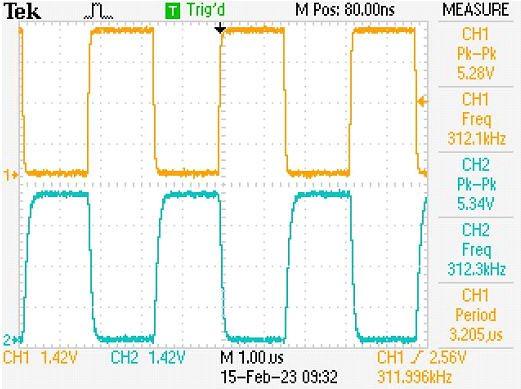 Tek T Trig'd M Pos: 80.00ns MEASURE
CH1
Pk-Pk
5.28V
CH1
Freq
312.1kHz
CH2
Pk-Pk
5.34V
CH2
Freq
312.3kHz
CH1
Period
3.205µs
1
2
CH1 1.42V CH2 1.42V M 1.00µs CH1 2.56V
15-Feb-23 09:32 311.996kHz